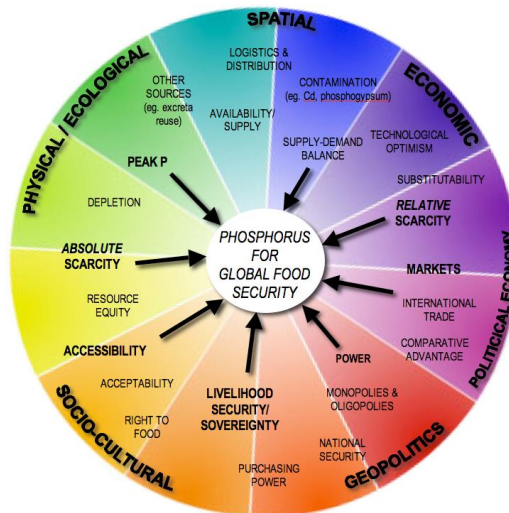 SPATIAL
LOGISTICS &
DISTRIBUTION
OTHER
SOURCES
(eg. excreta
reuse)
AVAILABILITY/
SUPPLY
CONTAMINATION
(eg. Cd, phosphogypsum)
SUPPLY-DEMAND
BALANCE
ECONOMIC
TECHNOLOGICAL
OPTIMISM
SUBSTITUTABILITY
PHYSICAL / ECOLOGICAL
PEAK P
DEPLETION
RELATIVE
SCARCITY
ABSOLUTE
SCARCITY
PHOSPHORUS
FOR
GLOBAL FOOD
SECURITY
MARKETS
RESOURCE
EQUITY
INTERNATIONAL
TRADE
POLITICICAL ECONOMY
ACCESSIBILITY
COMPARATIVE
ADVANTAGE
POWER
ACCEPTABILITY
LIVELIHOOD
SECURITY/
SOVEREIGNTY
MONOPOLIES &
OLIGOPOLIES
SOCIO-CULTURAL
RIGHT TO
FOOD
NATIONAL
SECURITY
GEOPOLITICS
PURCHASING
POWER